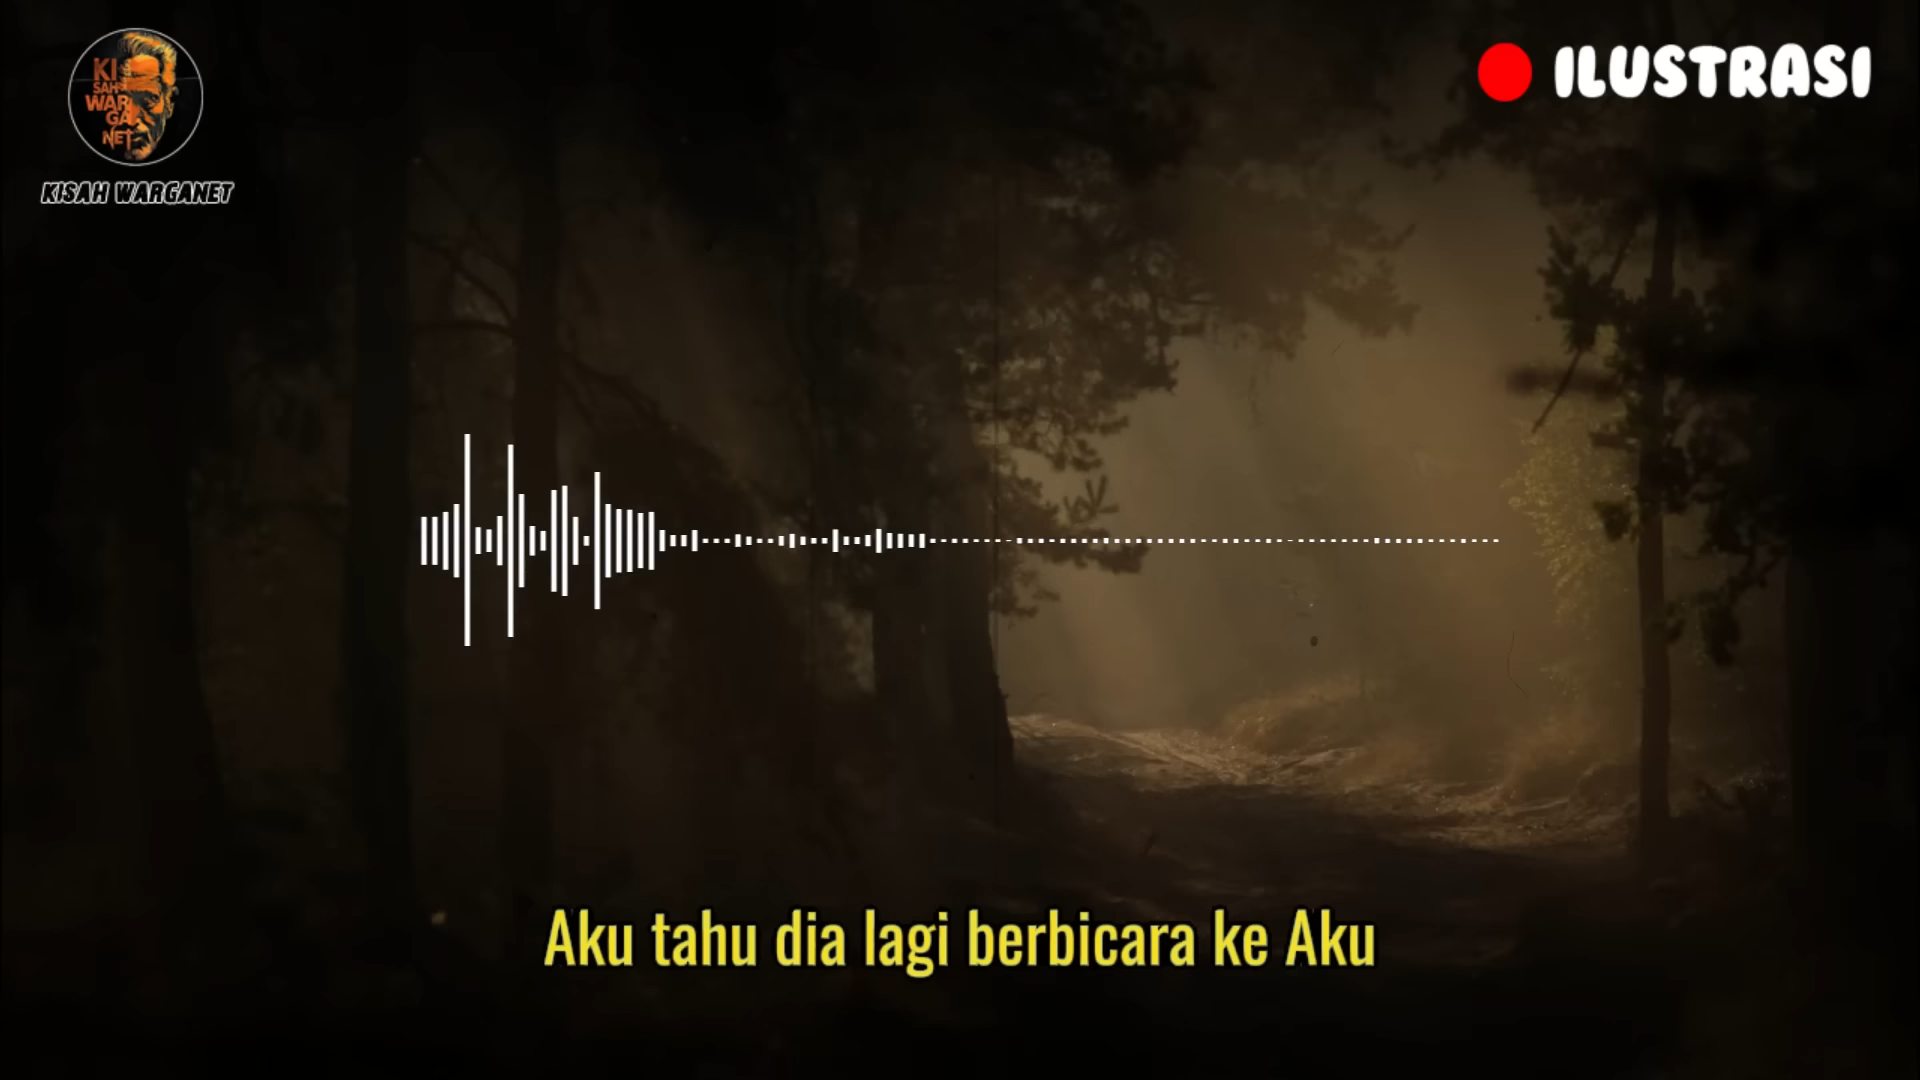 KI
SAH
WAR
GA
NET
KISAH WARGANET
ILUSTRASI
Aku tahu dia lagi berbicara ke Aku